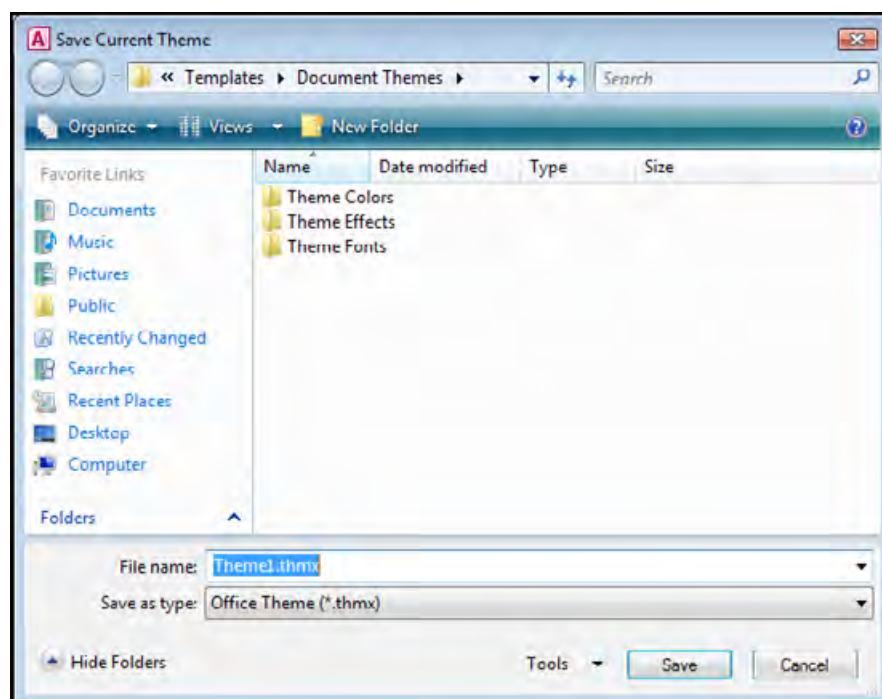 Save Current Theme
« Templates Document Themes Search
Organize Views New Folder
Favorite Links
Documents
Music
Pictures
Public
Recently Changed
Searches
Recent Places
Desktop
Computer
Folders
Name Date modified Type Size
Theme Colors
Theme Effects
Theme Fonts
File name: Theme1.thmx
Save as type: Office Theme (*.thmx)
Hide Folders Tools Save Cancel